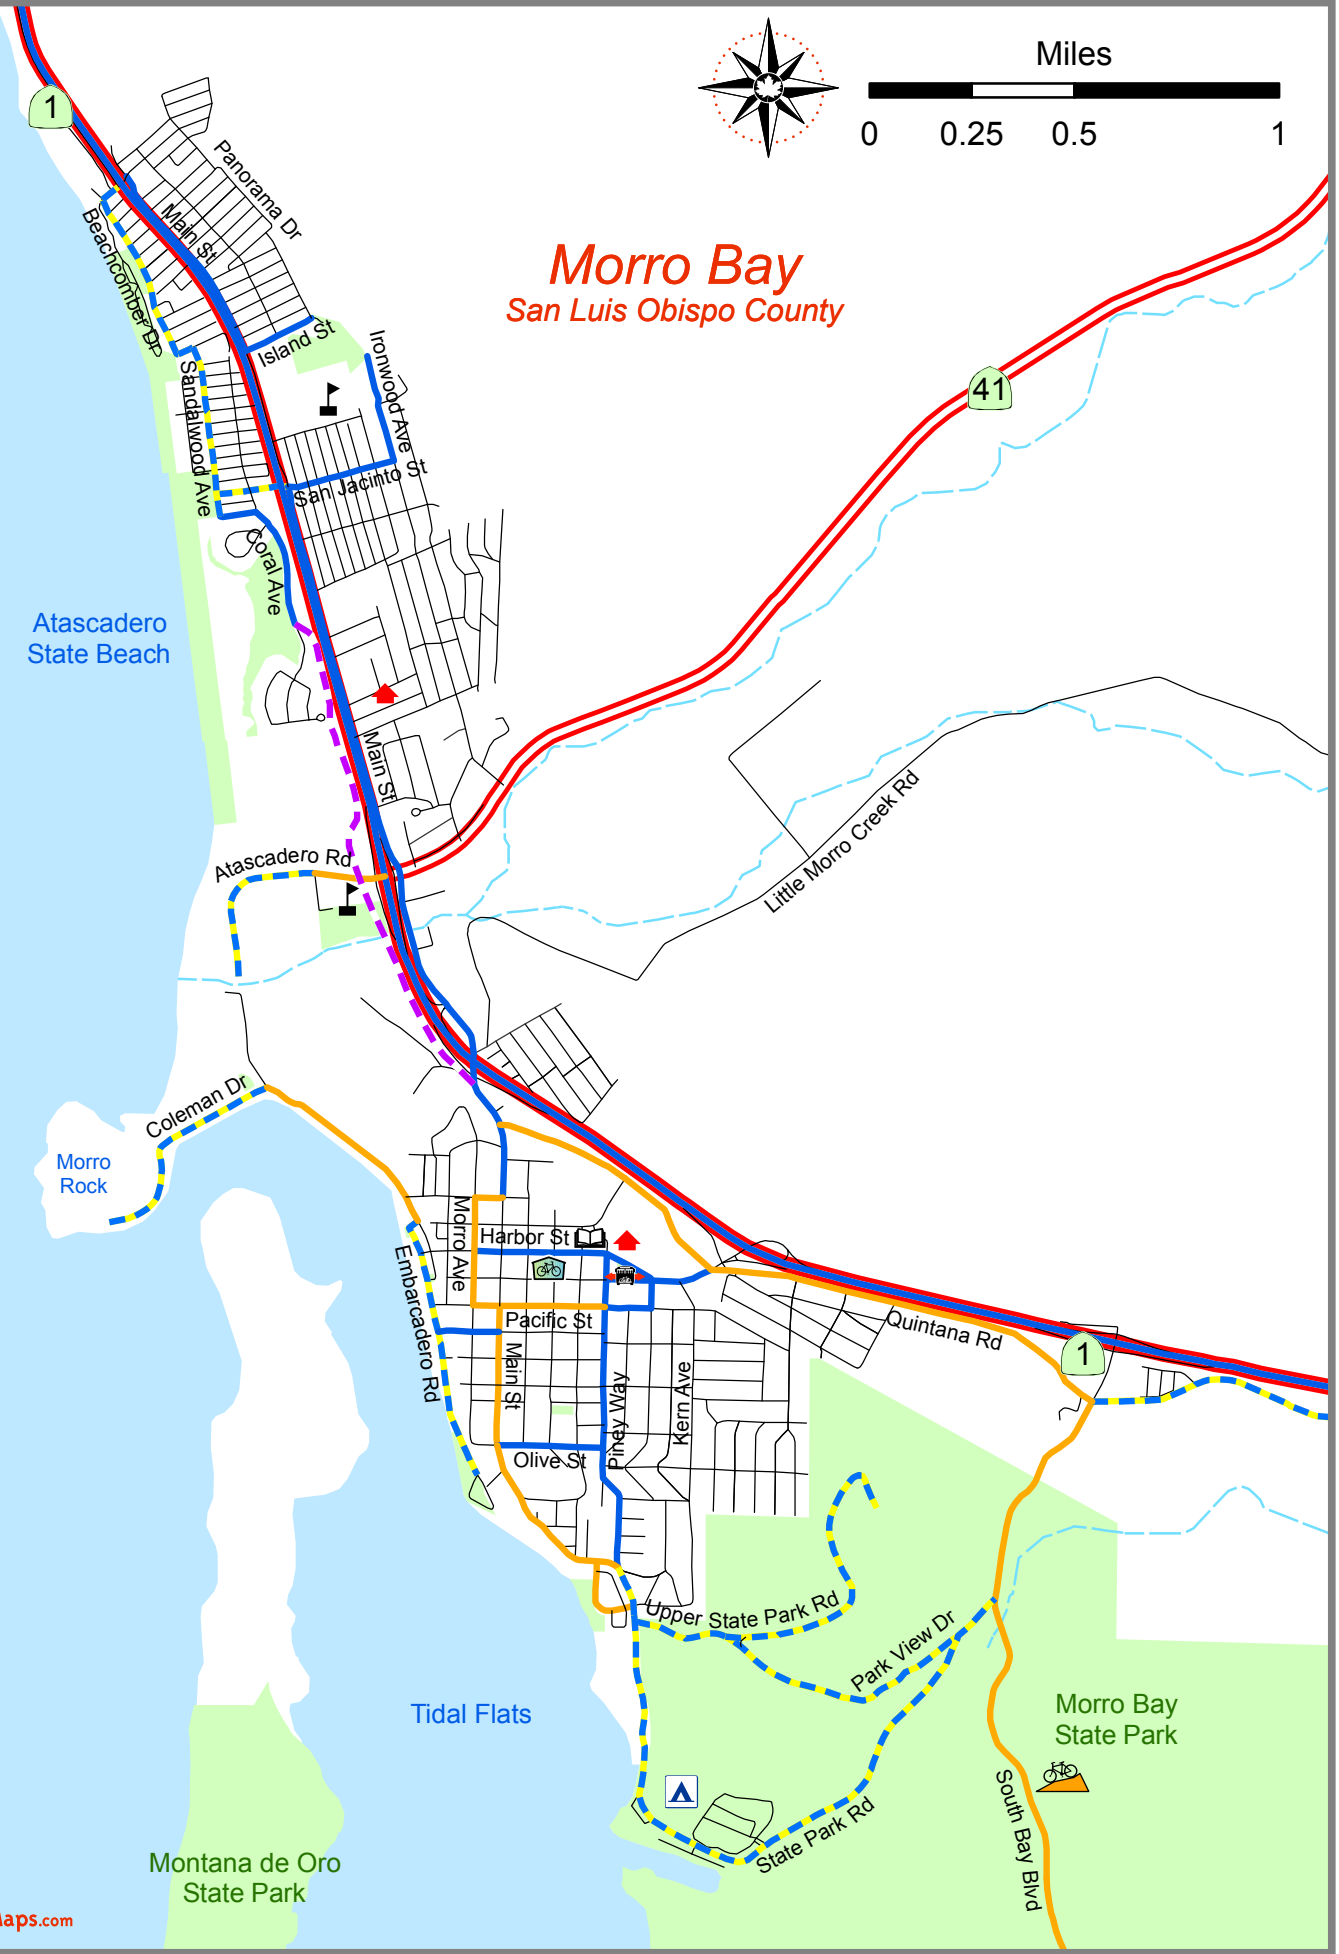 Miles
0 0.25 0.5 1
1
Panorama Dr
Main St
Beachcomber Dr
Morro Bay
San Luis Obispo County
Island St
Ironwood Ave
41
Sandalwood Ave
San Jacinto St
Coral Ave
Atascadero
State Beach
Main St
Little Morro Creek Rd
Atascadero Rd
Coleman Dr
Morro
Rock
Morro Ave
Harbor St
Embarcadero Rd
Pacific St
Quintana Rd
1
Main St
Piney Way
Kern Ave
Olive St
Upper State Park Rd
Park View Dr
Tidal Flats
Morro Bay
State Park
South Bay Blvd
State Park Rd
Montana de Oro
State Park
aps.com